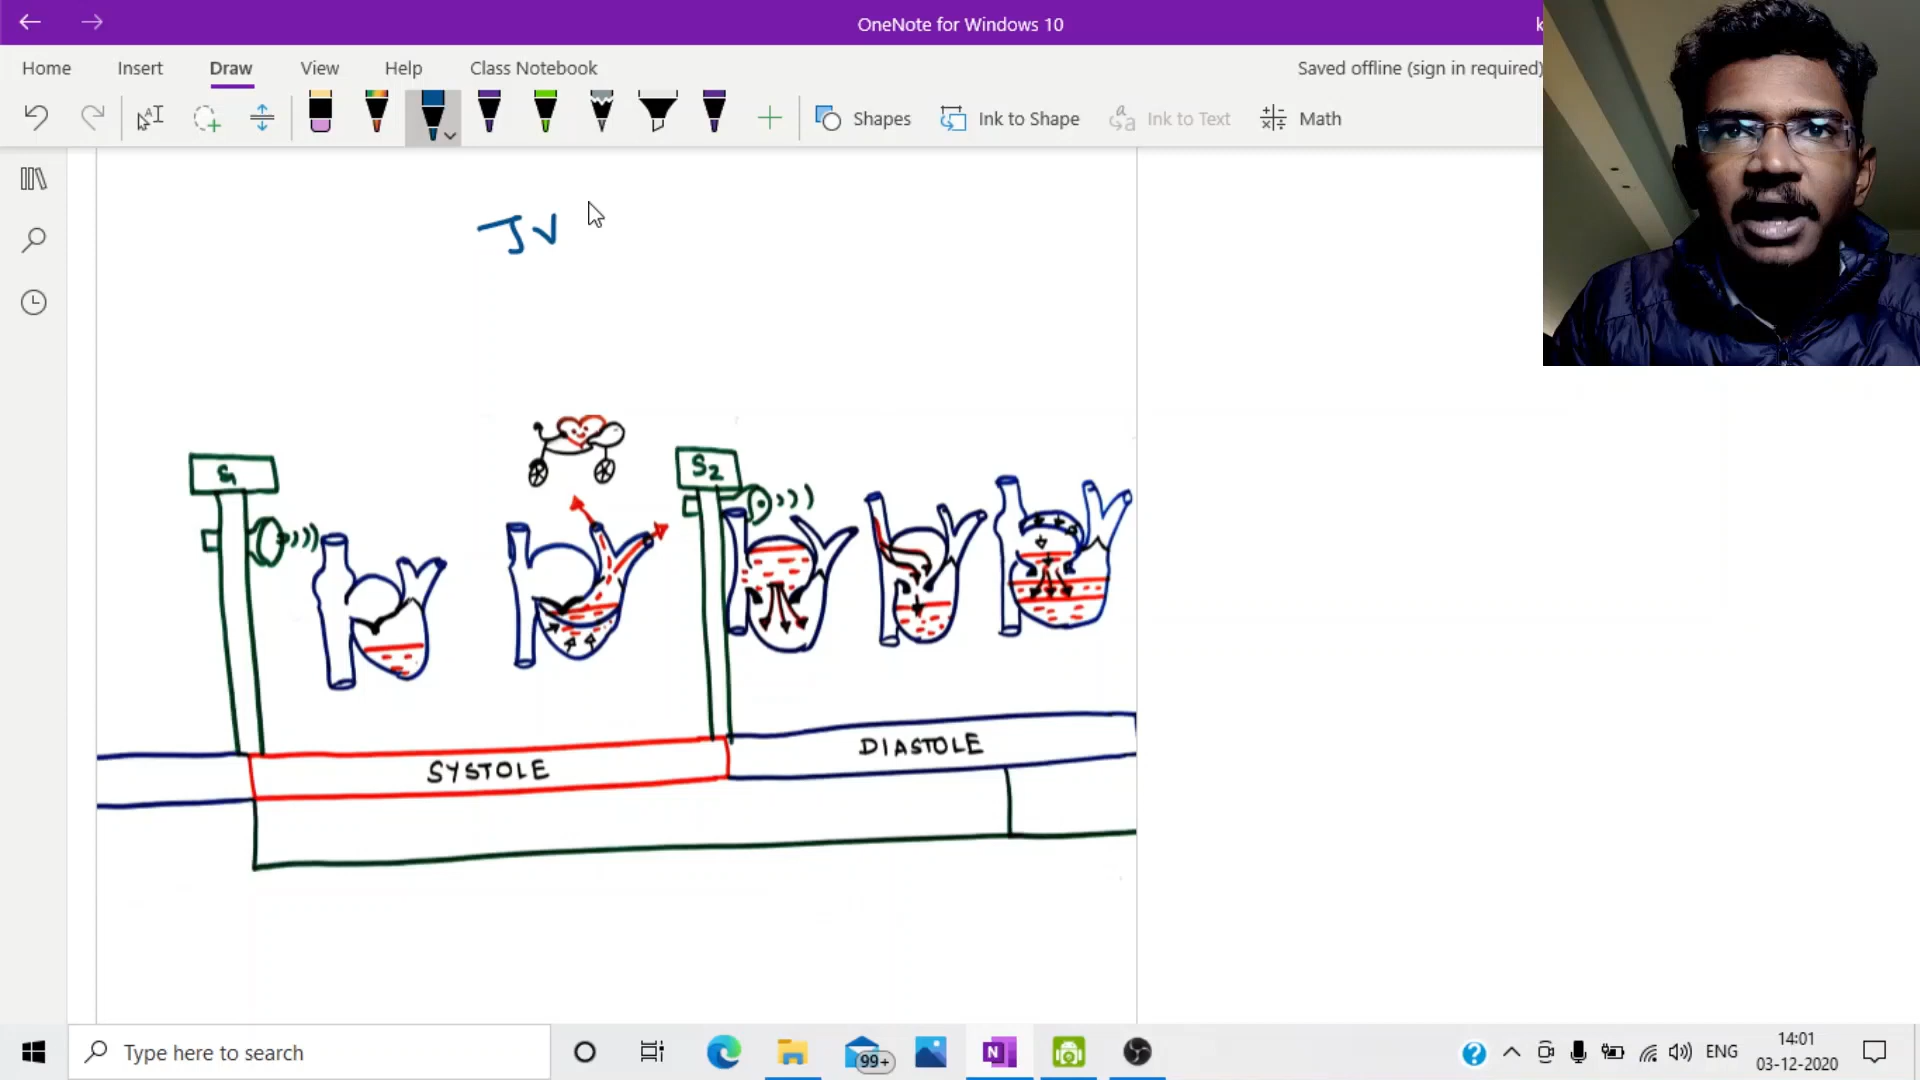 OneNote for Windows 10
Home Insert Draw View Help Class Notebook Saved offline (sign in required)
Shapes Ink to Shape Ink to Text Math
JV
S1
S2
SYSTOLE
DIASTOLE
Type here to search
99+
ENG
14:01
03-12-2020